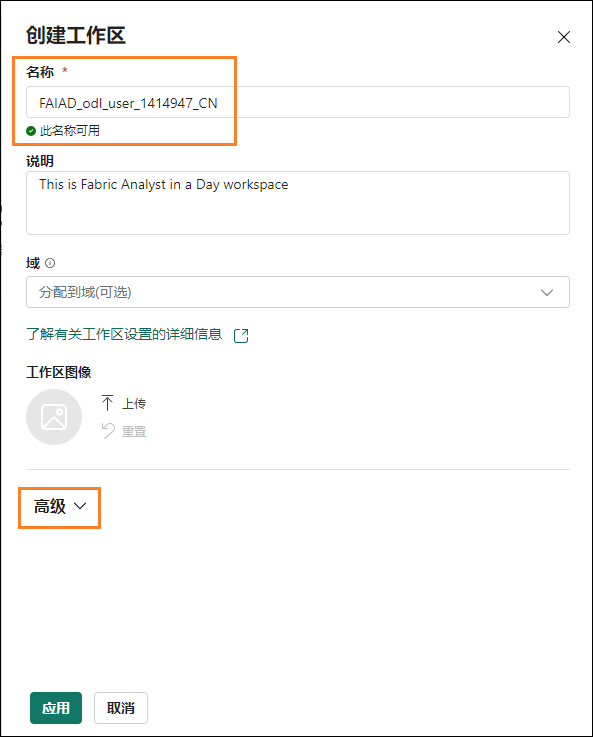 创建工作区
名称 *
FAIAD_odl_user_1414947_CN
此名称可用
说明
This is Fabric Analyst in a Day workspace
域
分配到域(可选)
了解有关工作区设置的详细信息
工作区图像
上传
重置
高级
应用 取消